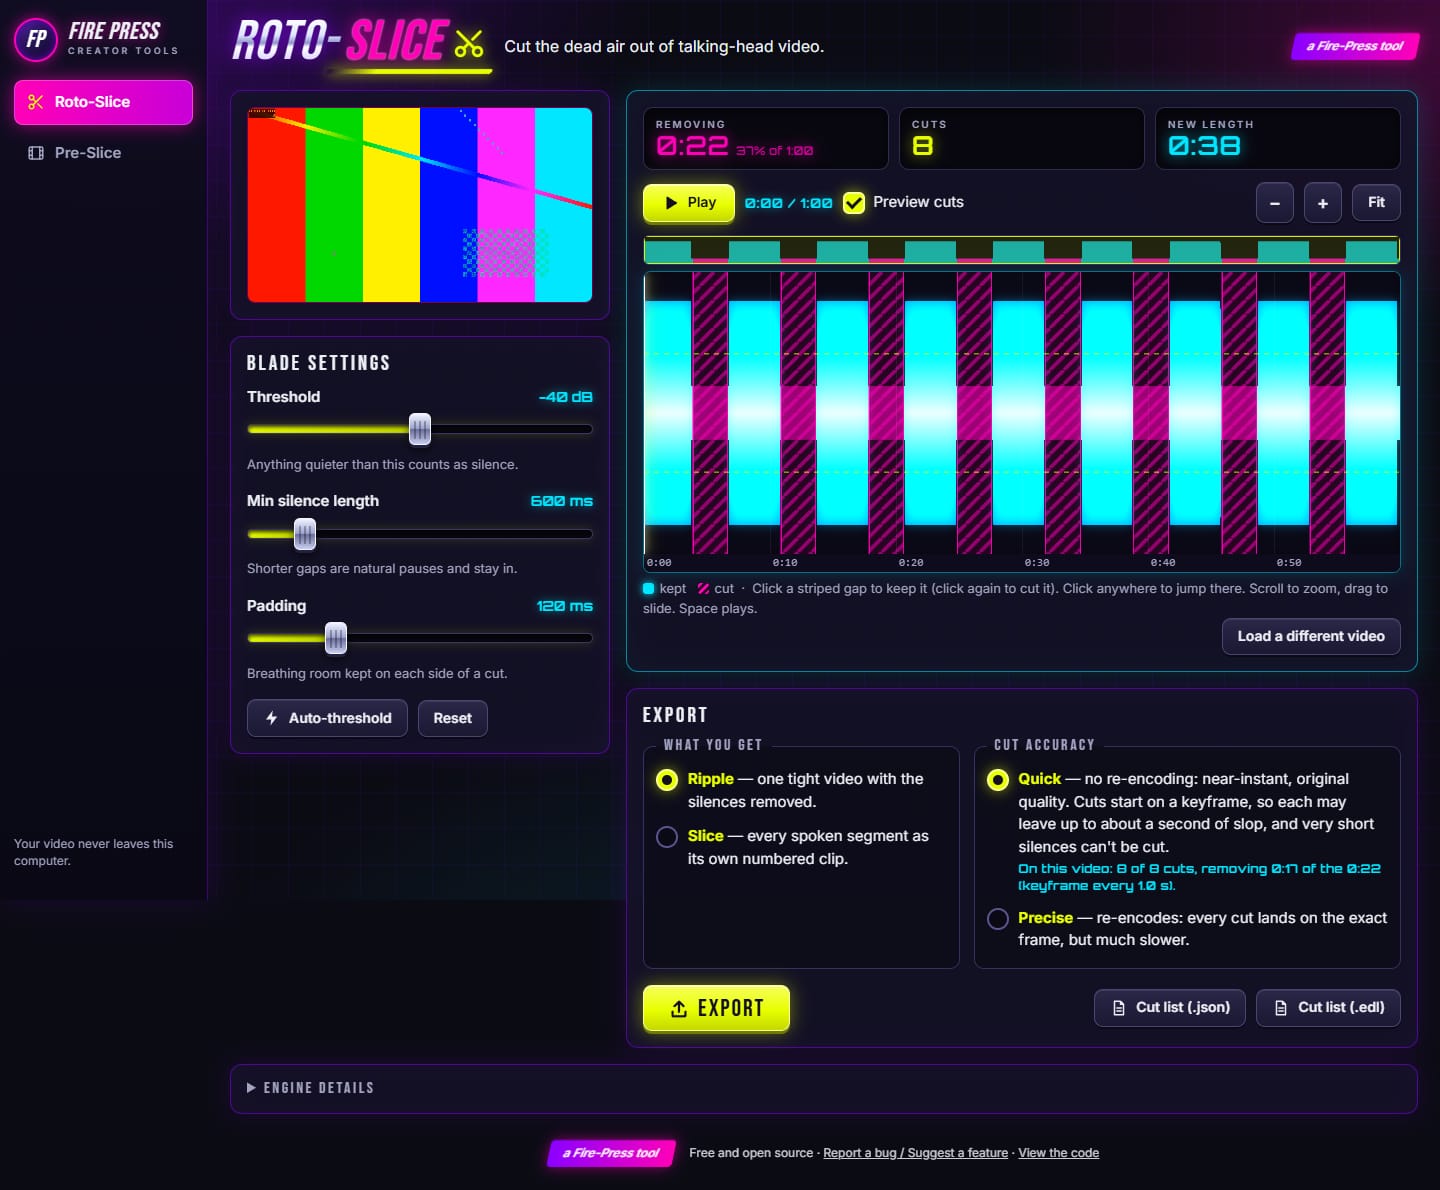 FP
FIRE PRESS
CREATOR TOOLS
Roto-Slice
Pre-Slice
Your video never leaves this
computer.
ROTO-SLICE
Cut the dead air out of talking-head video.
a Fire-Press tool
BLADE SETTINGS
Threshold
-40 dB
Anything quieter than this counts as silence.
Min silence length
600 ms
Shorter gaps are natural pauses and stay in.
Padding
120 ms
Breathing room kept on each side of a cut.
Auto-threshold
Reset
REMOVING
0:22 37% of 1:00
CUTS
8
NEW LENGTH
0:38
Play
0:00 / 1:00
Preview cuts
−
+
Fit
0:00 0:10 0:20 0:30 0:40 0:50
kept cut · Click a striped gap to keep it (click again to cut it). Click anywhere to jump there. Scroll to zoom, drag to
slide. Space plays.
Load a different video
EXPORT
WHAT YOU GET
Ripple — one tight video with the
silences removed.
Slice — every spoken segment as
its own numbered clip.
CUT ACCURACY
Quick — no re-encoding: near-instant, original
quality. Cuts start on a keyframe, so each may
leave up to about a second of slop, and very short
silences can't be cut.
On this video: 8 of 8 cuts, removing 0:17 of the 0:22
(keyframe every 1.0 s).
Precise — re-encodes: every cut lands on the exact
frame, but much slower.
EXPORT
Cut list (.json)
Cut list (.edl)
ENGINE DETAILS
a Fire-Press tool
Free and open source · Report a bug / Suggest a feature · View the code